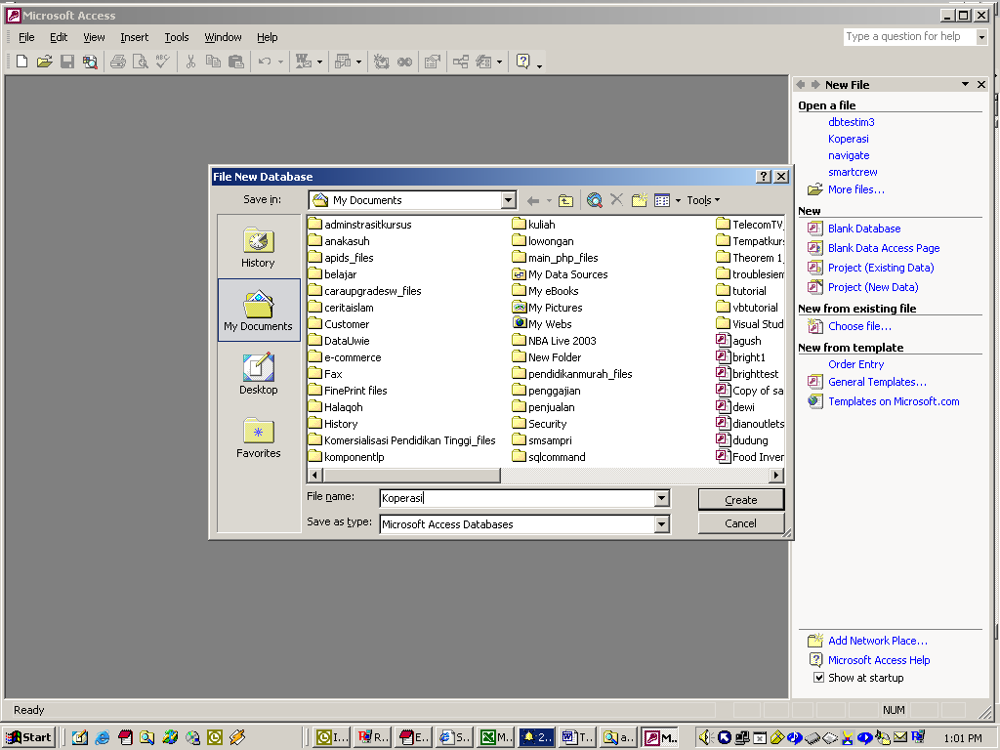 Microsoft Access
File Edit View Insert Tools Window Help
Type a question for help
New File
Open a file
dbtestim3
Koperasi
navigate
smartcrew
More files...
New
Blank Database
Blank Data Access Page
Project (Existing Data)
Project (New Data)
New from existing file
Choose file...
New from template
Order Entry
General Templates...
Templates on Microsoft.com
Add Network Place...
Microsoft Access Help
Show at startup
File New Database
Save in: My Documents
Tools
History
My Documents
Desktop
Favorites
adminstrasitkursus
anakasuh
apids_files
belajar
caraupgradesw_files
ceritaislam
Customer
DataUwie
e-commerce
Fax
FinePrint files
Halaqoh
History
Komersialisasi Pendidikan Tinggi_files
komponentlp
kuliah
lowongan
main_php_files
My Data Sources
My eBooks
My Pictures
My Webs
NBA Live 2003
New Folder
pendidikanmurah_files
penggajian
penjualan
Security
smsampri
sqlcommand
TelecomTV_
Tempatkurs
Theorem 1_
troublesiem
tutorial
vbtutorial
Visual Stud
agush
bright1
brighttest
Copy of sa
dewi
dianoutlets
dudung
Food Inver
File name: Koperasi
Create
Save as type: Microsoft Access Databases
Cancel
Ready
NUM
Start
I... R... E... S... M... 2.. T... a... M..
1:01 PM